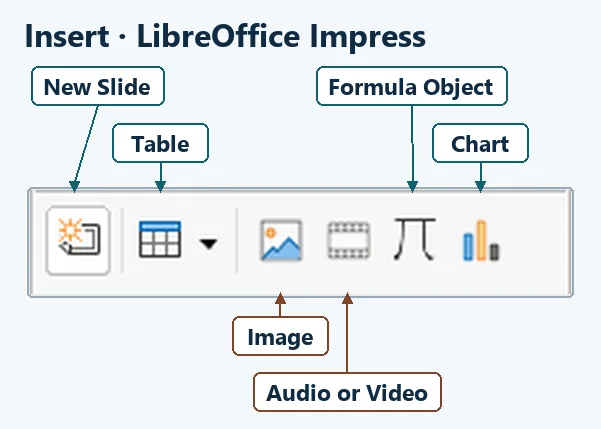 Insert · LibreOffice Impress
New Slide
Formula Object
Table
Chart
Image
Audio or Video